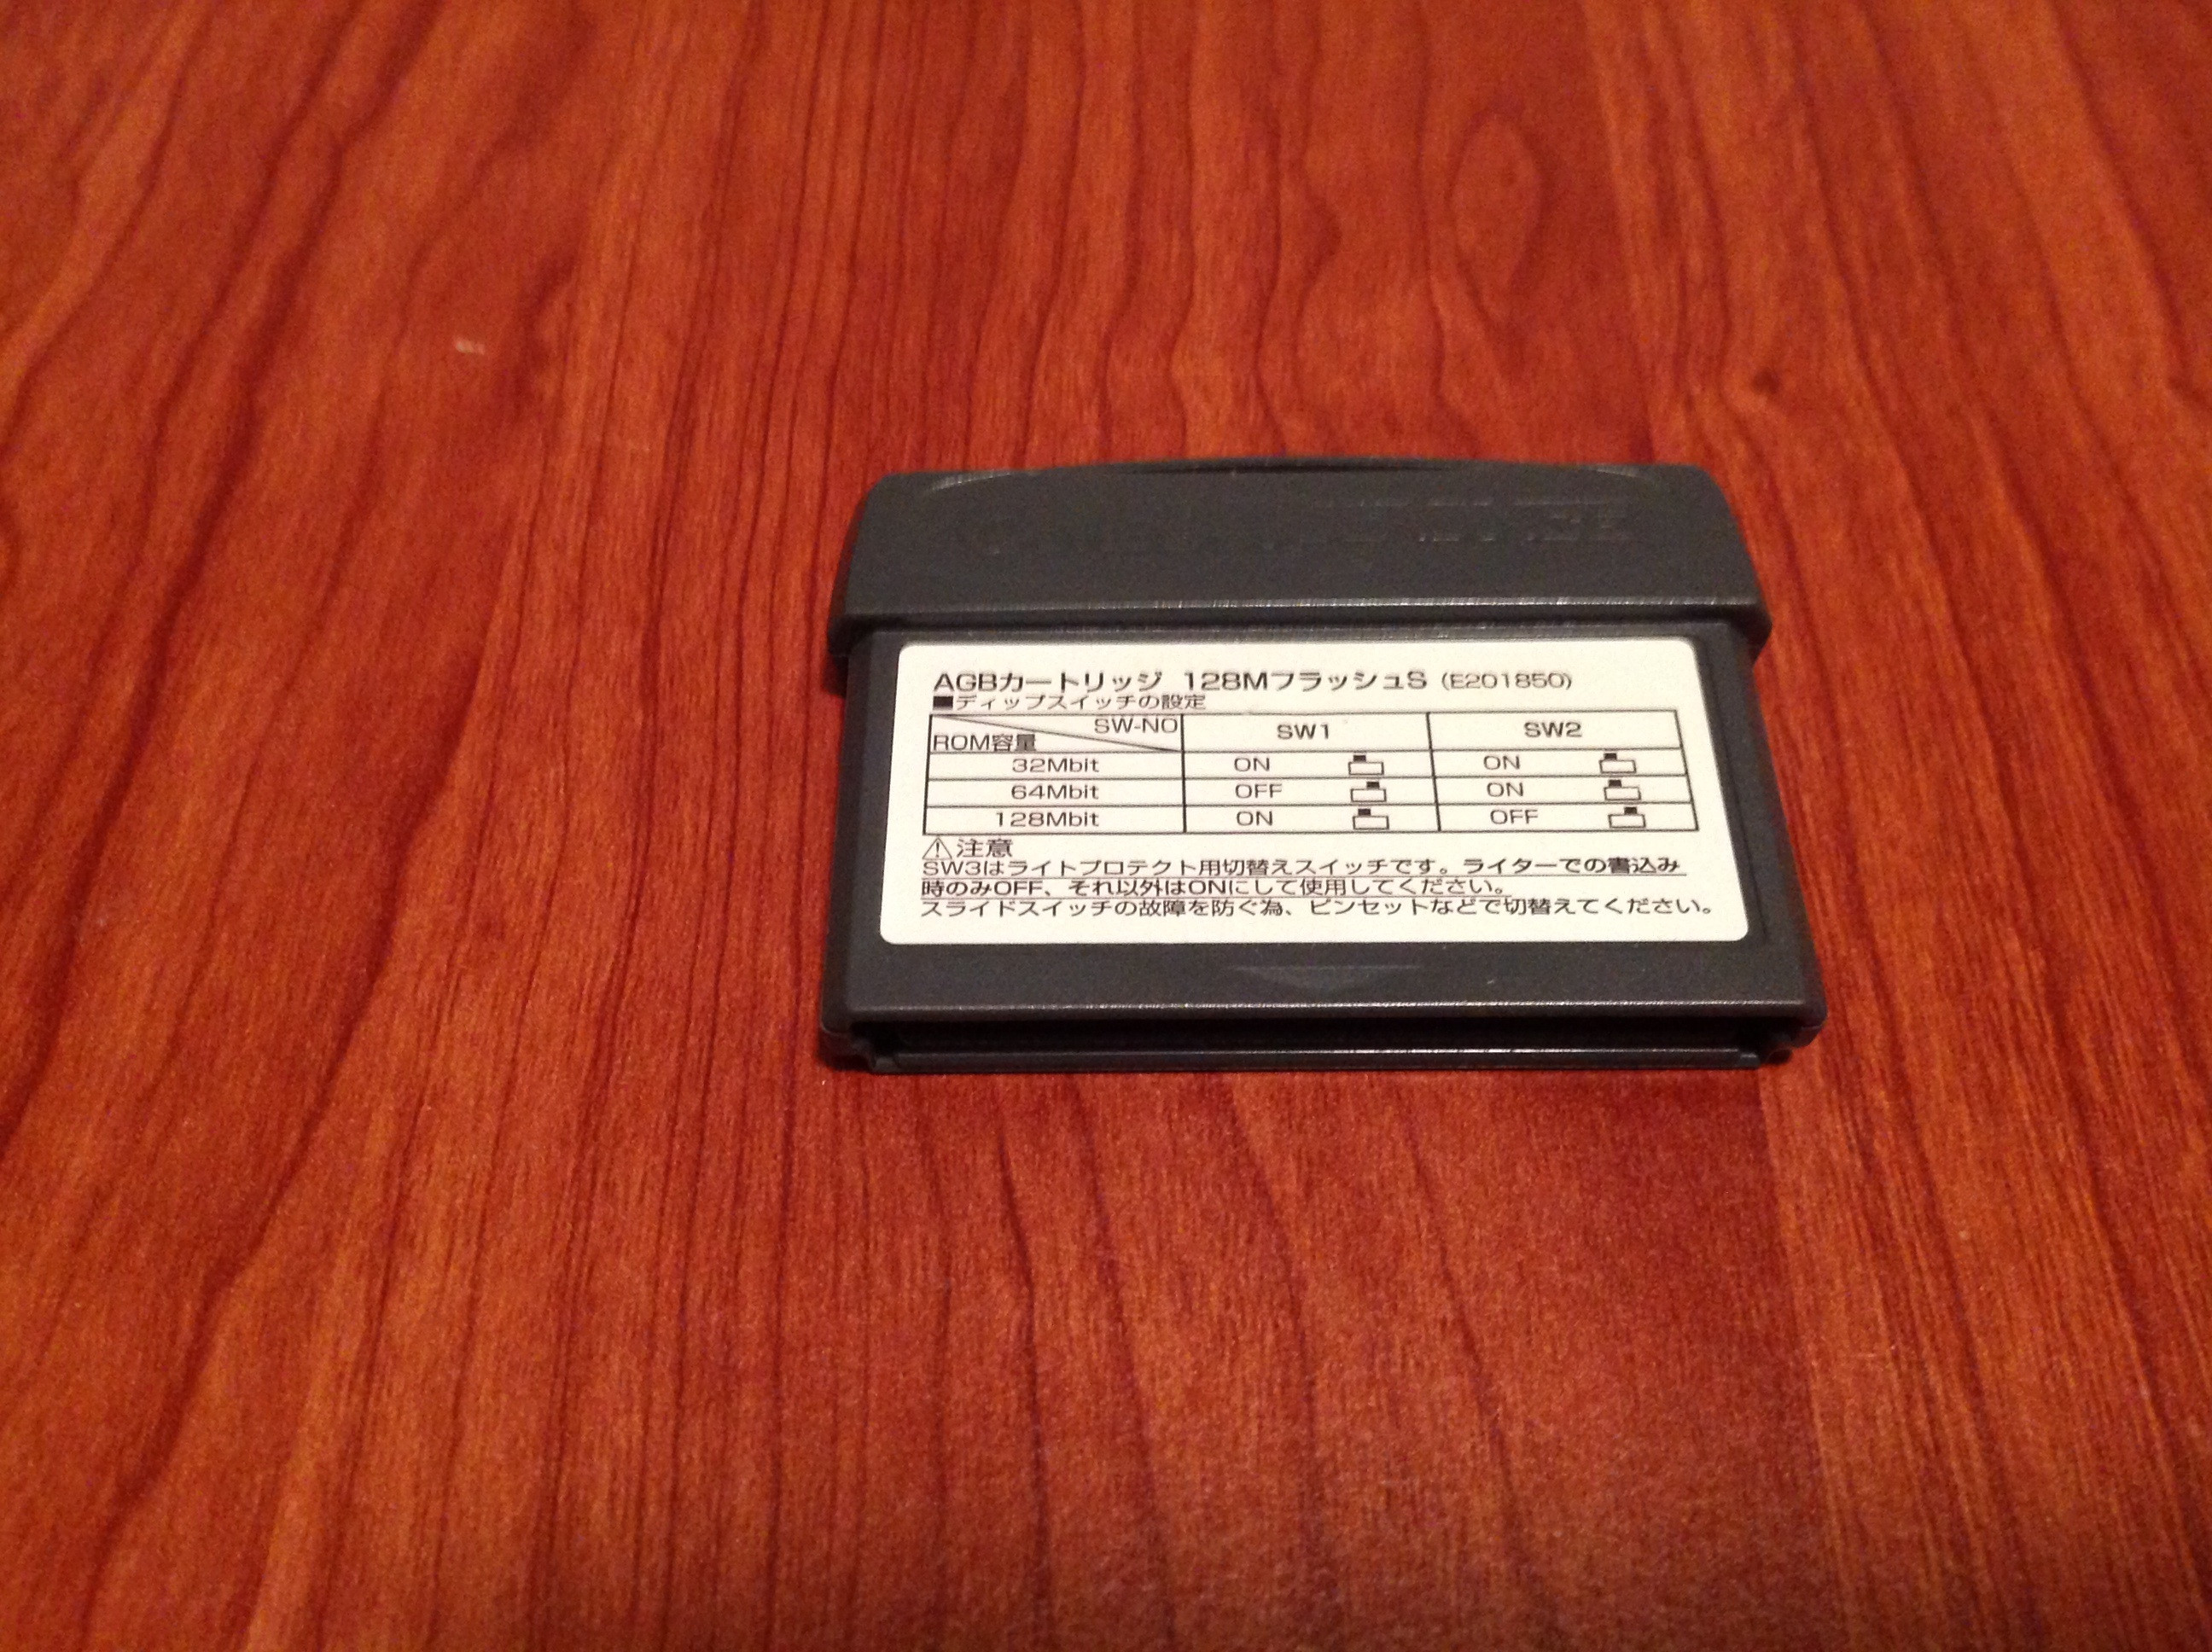 AGBカートリッジ 128MフラッシュS (E201850)
■ディップスイッチの設定
SW-NO SW1 SW2
ROM容量
32Mbit ON ON
64Mbit OFF ON
128Mbit ON OFF
⚠注意
SW3はライトプロテクト用切替えスイッチです。ライターでの書込み
時のみOFF、それ以外はONにして使用してください。
スライドスイッチの故障を防ぐ為、ピンセットなどで切替えてください。